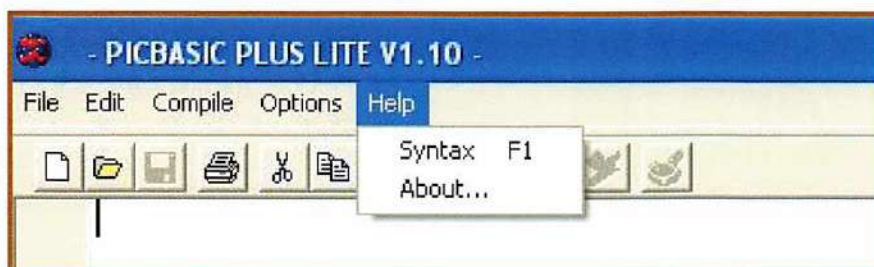 - PICBASIC PLUS LITE V1.10 -
File Edit Compile Options Help
Syntax F1
About...